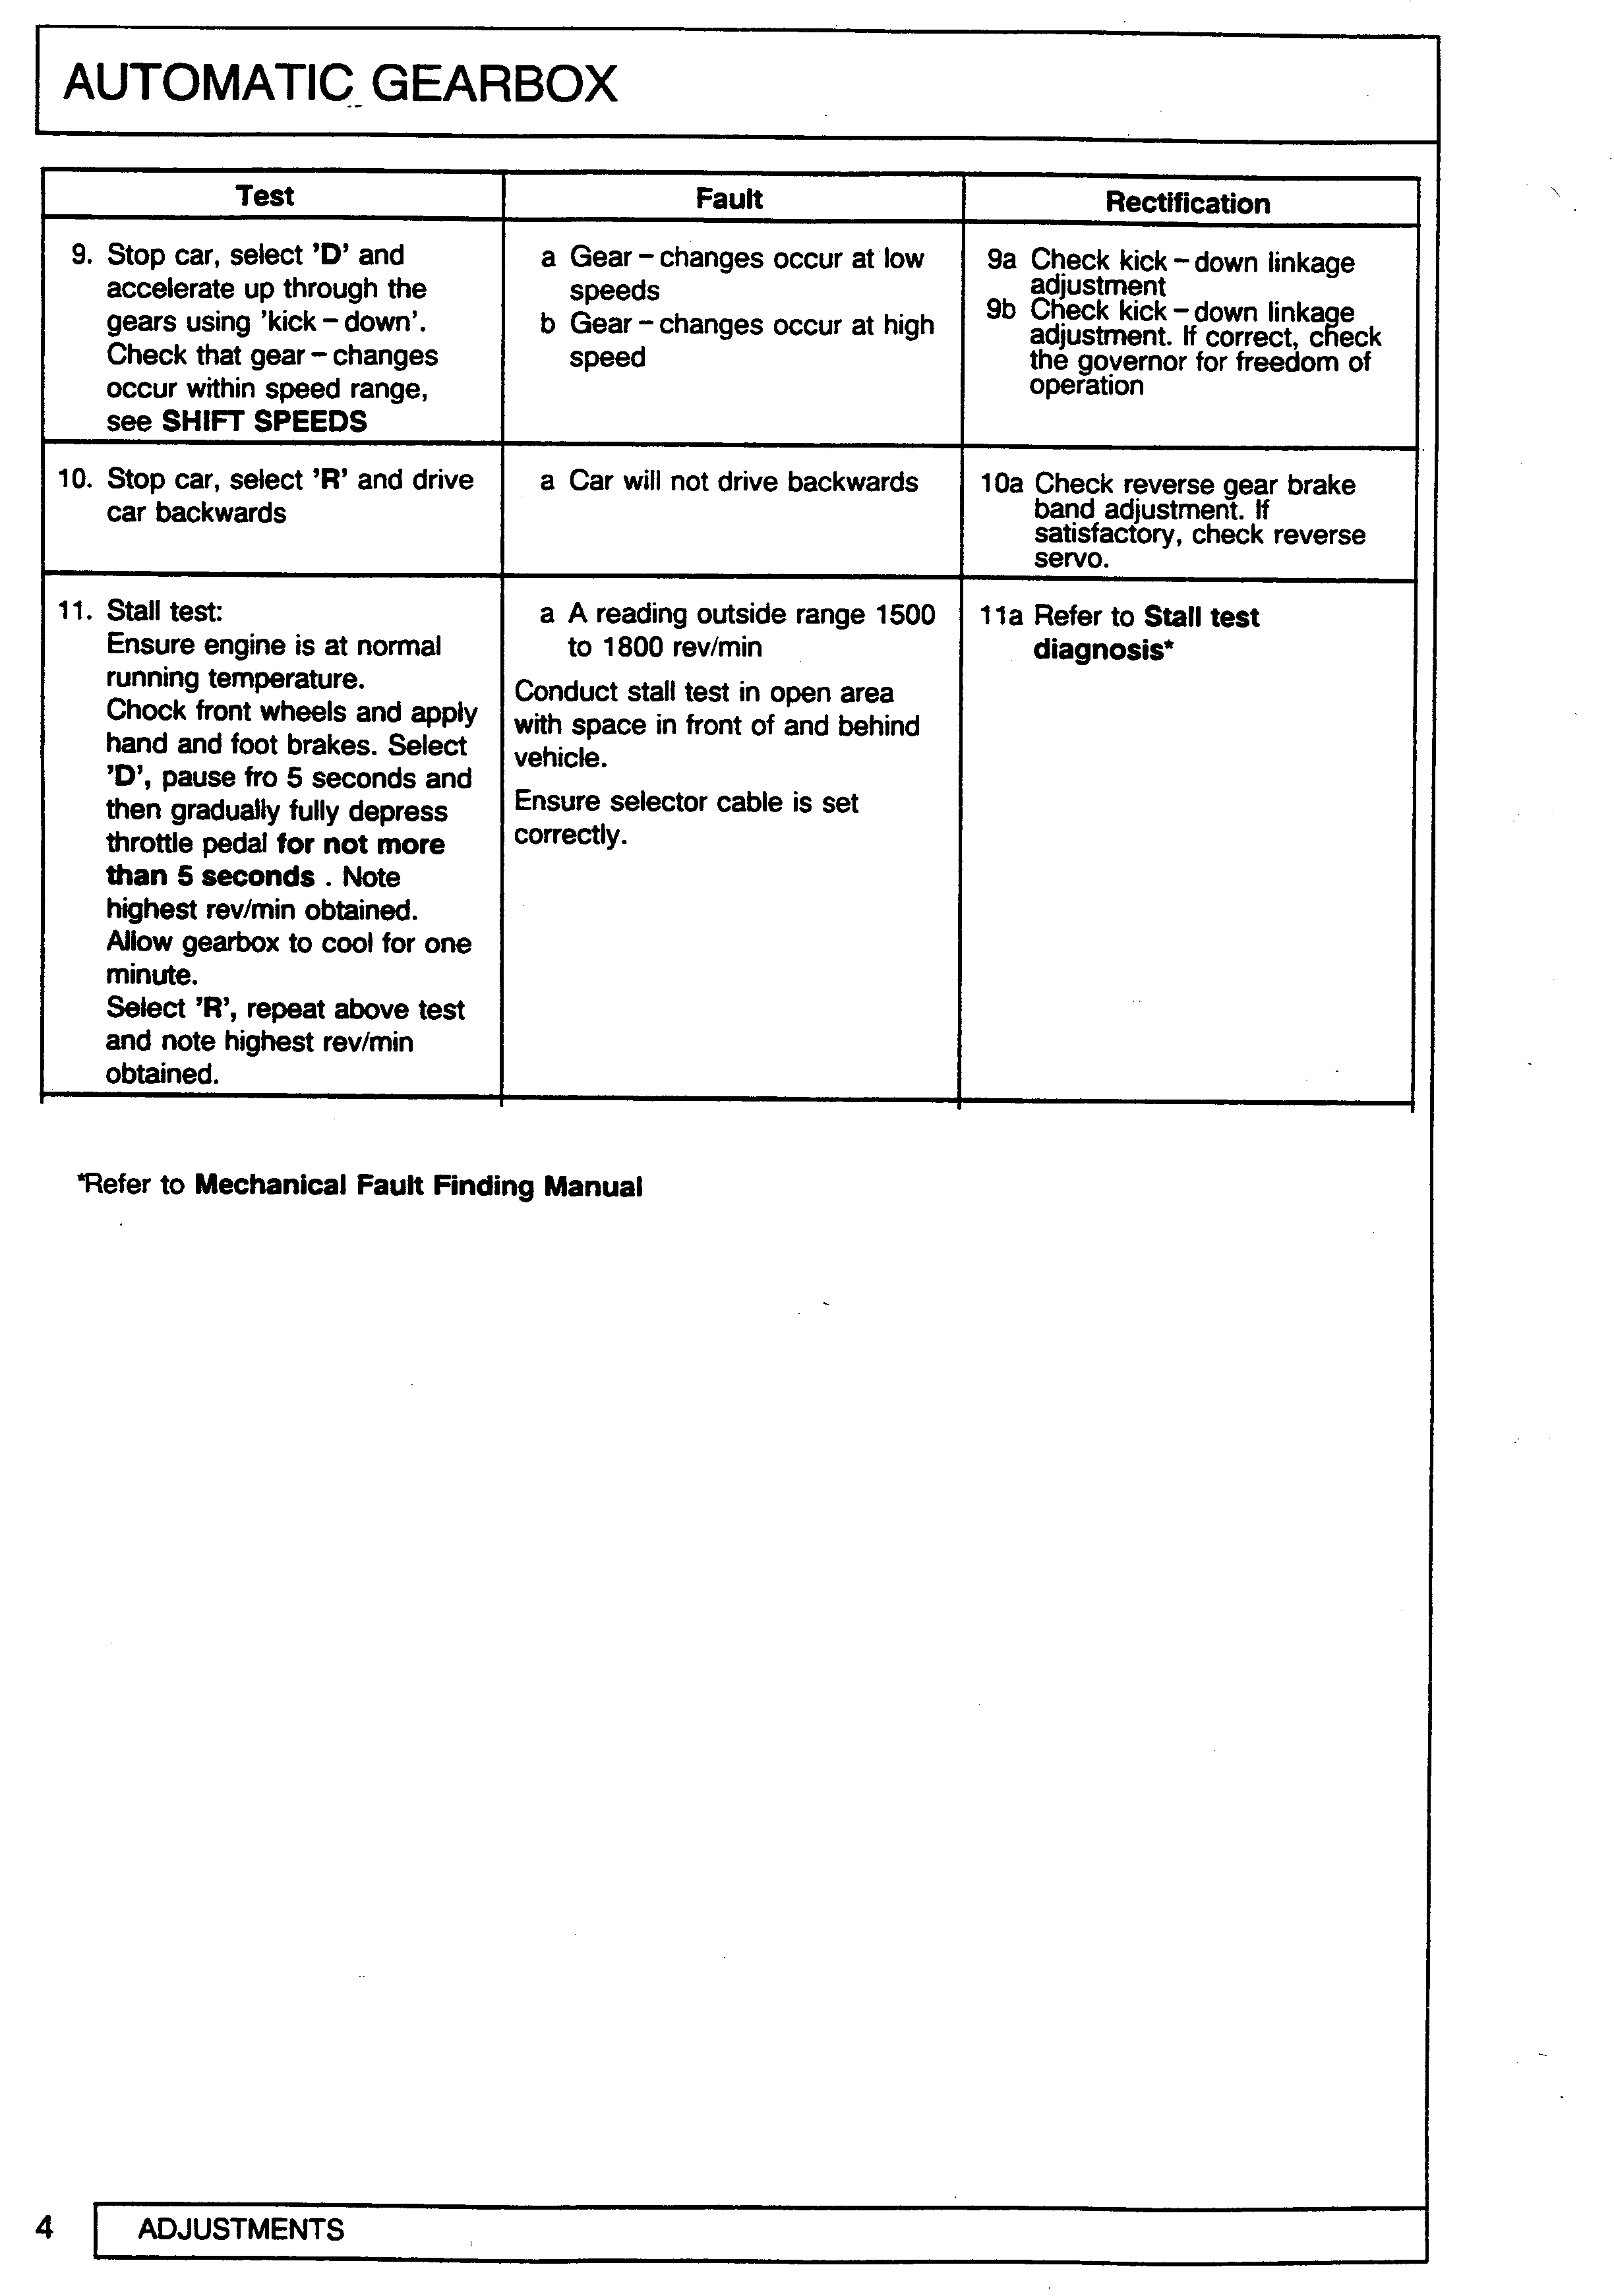 AUTOMATIC GEARBOX
Test
Fault
Rectification
9. Stop car, select 'D' and
accelerate up through the
gears using 'kick – down'.
Check that gear – changes
occur within speed range,
see SHIFT SPEEDS
a Gear – changes occur at low
speeds
b Gear – changes occur at high
speed
9a Check kick – down linkage
adjustment
9b Check kick – down linkage
adjustment. If correct, check
the governor for freedom of
operation
10. Stop car, select 'R' and drive
car backwards
a Car will not drive backwards
10a Check reverse gear brake
band adjustment. If
satisfactory, check reverse
servo.
11. Stall test:
Ensure engine is at normal
running temperature.
Chock front wheels and apply
hand and foot brakes. Select
'D', pause fro 5 seconds and
then gradually fully depress
throttle pedal for not more
than 5 seconds . Note
highest rev/min obtained.
Allow gearbox to cool for one
minute.
Select 'R', repeat above test
and note highest rev/min
obtained.
a A reading outside range 1500
to 1800 rev/min
Conduct stall test in open area
with space in front of and behind
vehicle.
Ensure selector cable is set
correctly.
11a Refer to Stall test
diagnosis*
*Refer to Mechanical Fault Finding Manual
4
ADJUSTMENTS